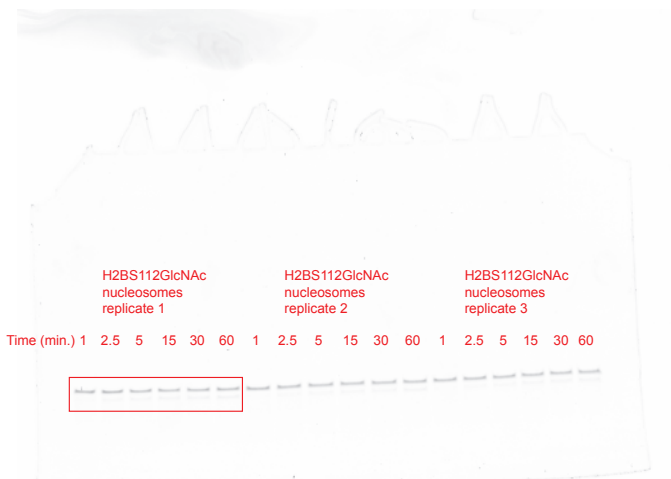 H2BS112GlcNAc
nucleosomes
replicate 1
H2BS112GlcNAc
nucleosomes
replicate 2
H2BS112GlcNAc
nucleosomes
replicate 3
Time (min.) 1 2.5 5 15 30 60 1 2.5 5 15 30 60 1 2.5 5 15 30 60